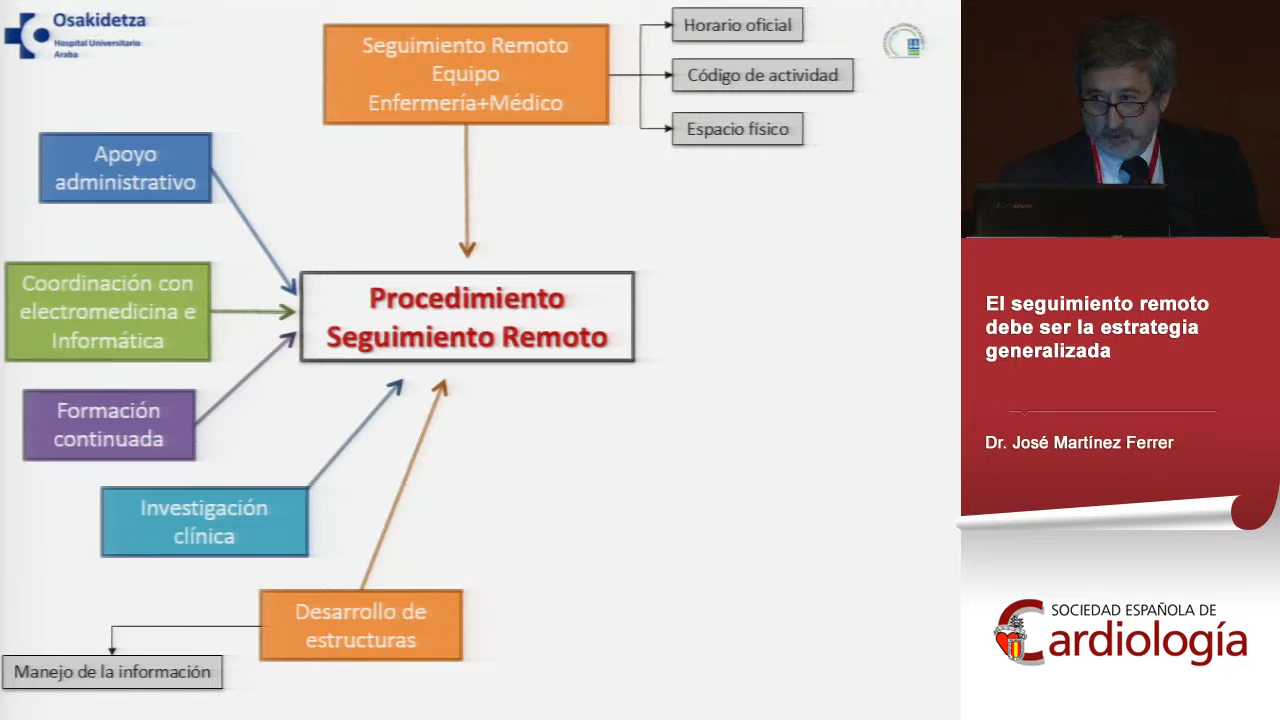 Osakidetza
Hospital Universitario
Araba
Seguimiento Remoto
Equipo
Enfermería+Médico
Horario oficial
Código de actividad
Espacio físico
Apoyo
administrativo
Coordinación con
electromedicina e
Informática
Procedimiento
Seguimiento Remoto
Formación
continuada
Investigación
clínica
Desarrollo de
estructuras
Manejo de la información
El seguimiento remoto
debe ser la estrategia
generalizada
Dr. José Martínez Ferrer
SOCIEDAD ESPAÑOLA DE
Cardiología